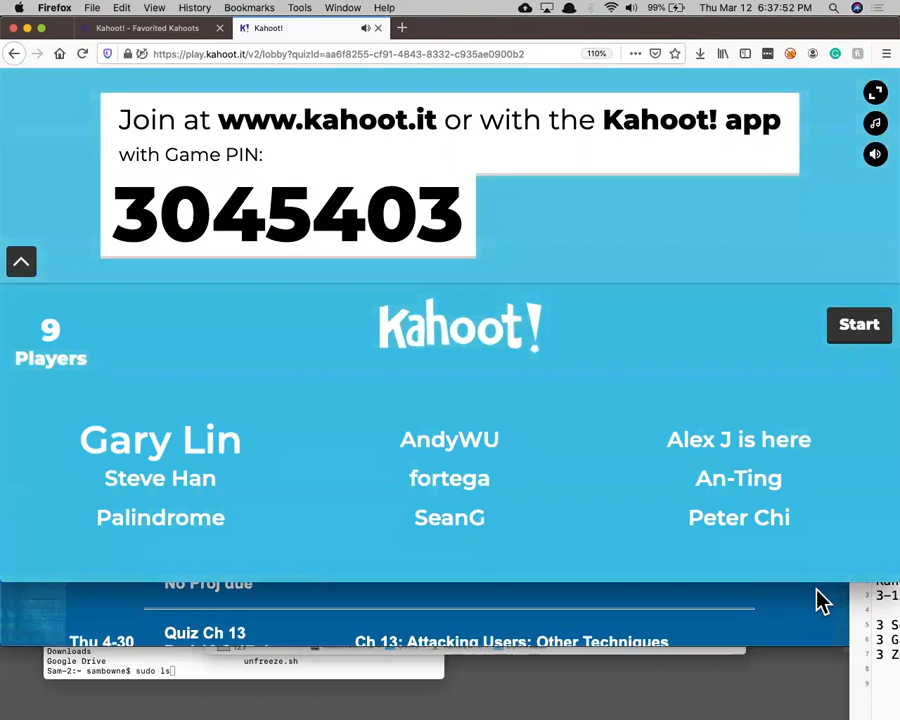 Firefox File Edit View History Bookmarks Tools Window Help 99% Thu Mar 12 6:37:52 PM
Kahoot! - Favorited Kahoots Kahoot!
https://play.kahoot.it/v2/lobby?quizId=aa6f8255-cf91-4843-8332-c935ae0900b2 110%
Join at www.kahoot.it or with the Kahoot! app
with Game PIN:
3045403
9
Players
Kahoot!
Start
Gary Lin AndyWU Alex J is here
Steve Han fortega An-Ting
Palindrome SeanG Peter Chi
No Proj due
Quiz Ch 13
Thu 4-30 Ch 13: Attacking Users: Other Techniques
Downloads
Google Drive unfreeze.sh
Sam-2:~ sambowne$ sudo ls